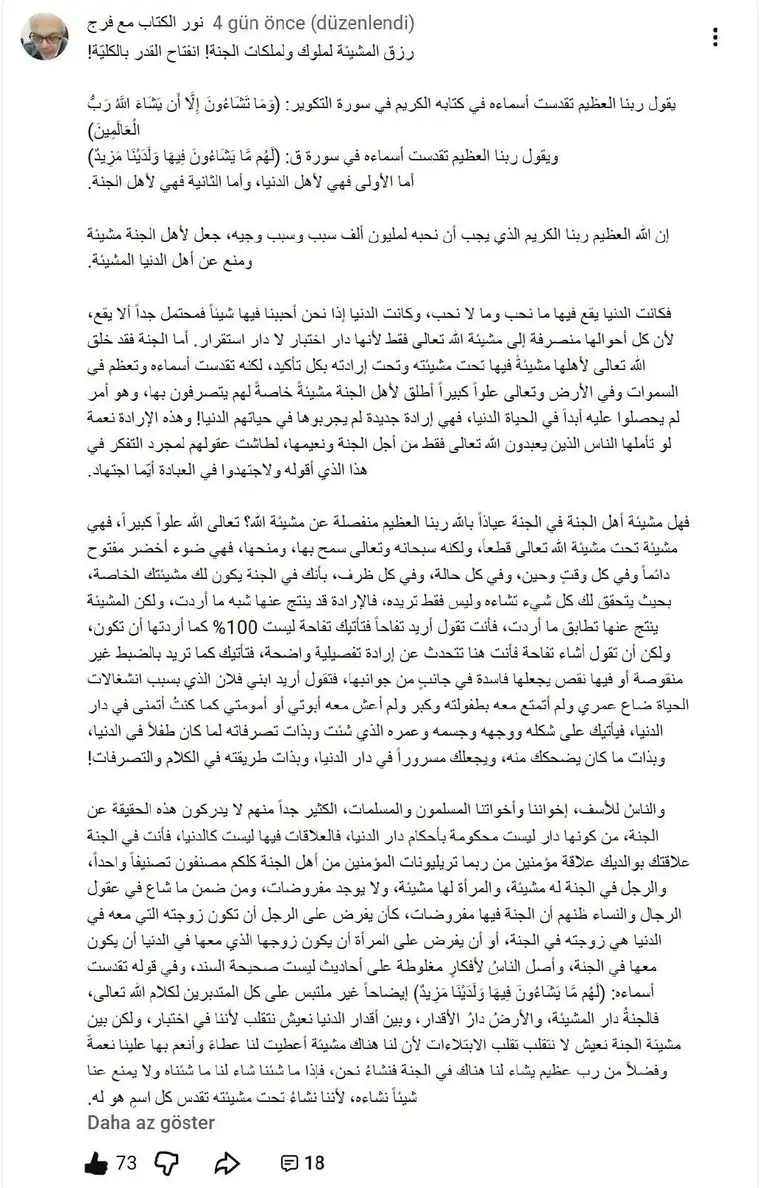 نور الكتاب مع فرج 4 gün önce (düzenlendi)
رزق المشيئة لملوك ولملكات الجنة! انفتاح القدر بالكليّة!
يقول ربنا العظيم تقدست أسماءه في كتابه الكريم في سورة التكوير: (وَمَا تَشَاءُونَ إِلَّا أَن يَشَاءَ اللَّهُ رَبُّ
الْعَالَمِينَ)
ويقول ربنا العظيم تقدست أسماءه في سورة ق: (لَهُم مَّا يَشَاءُونَ فِيهَا وَلَدَيْنَا مَزِيدٌ)
أما الأولى فهي لأهل الدنيا، وأما الثانية فهي لأهل الجنة.
إن الله العظيم ربنا الكريم الذي يجب أن نحبه لمليون ألف سبب وسبب وجيه، جعل لأهل الجنة مشيئة
ومنع عن أهل الدنيا المشيئة.
فكانت الدنيا يقع فيها ما نحب وما لا نحب، وكانت الدنيا إذا نحن أحببنا فيها شيئاً فمحتمل جداً ألا يقع،
لأن كل أحوالها منصرفة إلى مشيئة الله تعالى فقط لأنها دار اختبار لا دار استقرار. أما الجنة فقد خلق
الله تعالى لأهلها مشيئةً فيها تحت مشيئته وتحت إرادته بكل تأكيد، لكنه تقدست أسماءه وتعظم في
السموات وفي الأرض وتعالى علواً كبيراً أطلق لأهل الجنة مشيئةً خاصةً لهم يتصرفون بها، وهو أمر
لم يحصلوا عليه أبداً في الحياة الدنيا، فهي إرادة جديدة لم يجربوها في حياتهم الدنيا! وهذه الإرادة نعمة
لو تأملها الناس الذين يعبدون الله تعالى فقط من أجل الجنة ونعيمها، لطاشت عقولهم لمجرد التفكر في
هذا الذي أقوله ولاجتهدوا في العبادة أيّما اجتهاد.
فهل مشيئة أهل الجنة في الجنة عياذاً بالله ربنا العظيم منفصلة عن مشيئة الله؟ تعالى الله علواً كبيراً، فهي
مشيئة تحت مشيئة الله تعالى قطعاً، ولكنه سبحانه وتعالى سمح بها، ومنحها، فهي ضوء أخضر مفتوح
دائماً وفي كل وقتٍ وحين، وفي كل حالة، وفي كل ظرف، بأنك في الجنة يكون لك مشيئتك الخاصة،
بحيث يتحقق لك كل شيء تشاءه وليس فقط تريده، فالإرادة قد ينتج عنها شبه ما أردت، ولكن المشيئة
ينتج عنها تطابق ما أردت، فأنت تقول أريد تفاحاً فتأتيك تفاحة ليست 100% كما أردتها أن تكون،
ولكن أن تقول أشاء تفاحة فأنت هنا تتحدث عن إرادة تفصيلية واضحة، فتأتيك كما تريد بالضبط غير
منقوصة أو فيها نقص يجعلها فاسدة في جانبٍ من جوانبها، فتقول أريد ابني فلان الذي بسبب انشغالات
الحياة ضاع عمري ولم أتمتع معه بطفولته وكبر ولم أعش معه أبوتي أو أمومتي كما كنتُ أتمنى في دار
الدنيا، فيأتيك على شكله ووجهه وجسمه وعمره الذي شئت وبذات تصرفاته لما كان طفلاً في الدنيا،
وبذات ما كان يضحكك منه، ويجعلك مسروراً في دار الدنيا، وبذات طريقته في الكلام والتصرفات!
والناسُ للأسف، إخواننا وأخواتنا المسلمون والمسلمات، الكثير جداً منهم لا يدركون هذه الحقيقة عن
الجنة، من كونها دار ليست محكومة بأحكام دار الدنيا، فالعلاقات فيها ليست كالدنيا، فأنت في الجنة
علاقتك بوالديك علاقة مؤمنين من ربما تريليونات المؤمنين من أهل الجنة كلكم مصنفون تصنيفاً واحداً،
والرجل في الجنة له مشيئة، والمرأة لها مشيئة، ولا يوجد مفروضات، ومن ضمن ما شاع في عقول
الرجال والنساء ظنهم أن الجنة فيها مفروضات، كأن يفرض على الرجل أن تكون زوجته التي معه في
الدنيا هي زوجته في الجنة، أو أن يفرض على المرأة أن يكون زوجها الذي معها في الدنيا أن يكون
معها في الجنة، وأصل الناسُ لأفكارٍ مغلوطة على أحاديث ليست صحيحة السند، وفي قوله تقدست
أسماءه: (لَهُم مَّا يَشَاءُونَ فِيهَا وَلَدَيْنَا مَزِيدٌ) إيضاحاً غير ملتبس على كل المتدبرين لكلام الله تعالى،
فالجنةُ دار المشيئة، والأرضُ دارُ الأقدار، وبين أقدار الدنيا نعيش نتقلب لأننا في اختبار، ولكن بين
مشيئة الجنة نعيش لا نتقلب تقلب الابتلاءات لأن لنا هناك مشيئة أعطيت لنا عطاءً وأنعم بها علينا نعمةً
وفضلاً من رب عظيم يشاء لنا هناك في الجنة فنشاءُ نحن، فإذا ما شئنا شاء لنا ما شئناه ولا يمنع عنا
شيئاً نشاءه، لأننا نشاءُ تحت مشيئته تقدس كل اسمٍ هو له.
Daha az göster
73 18